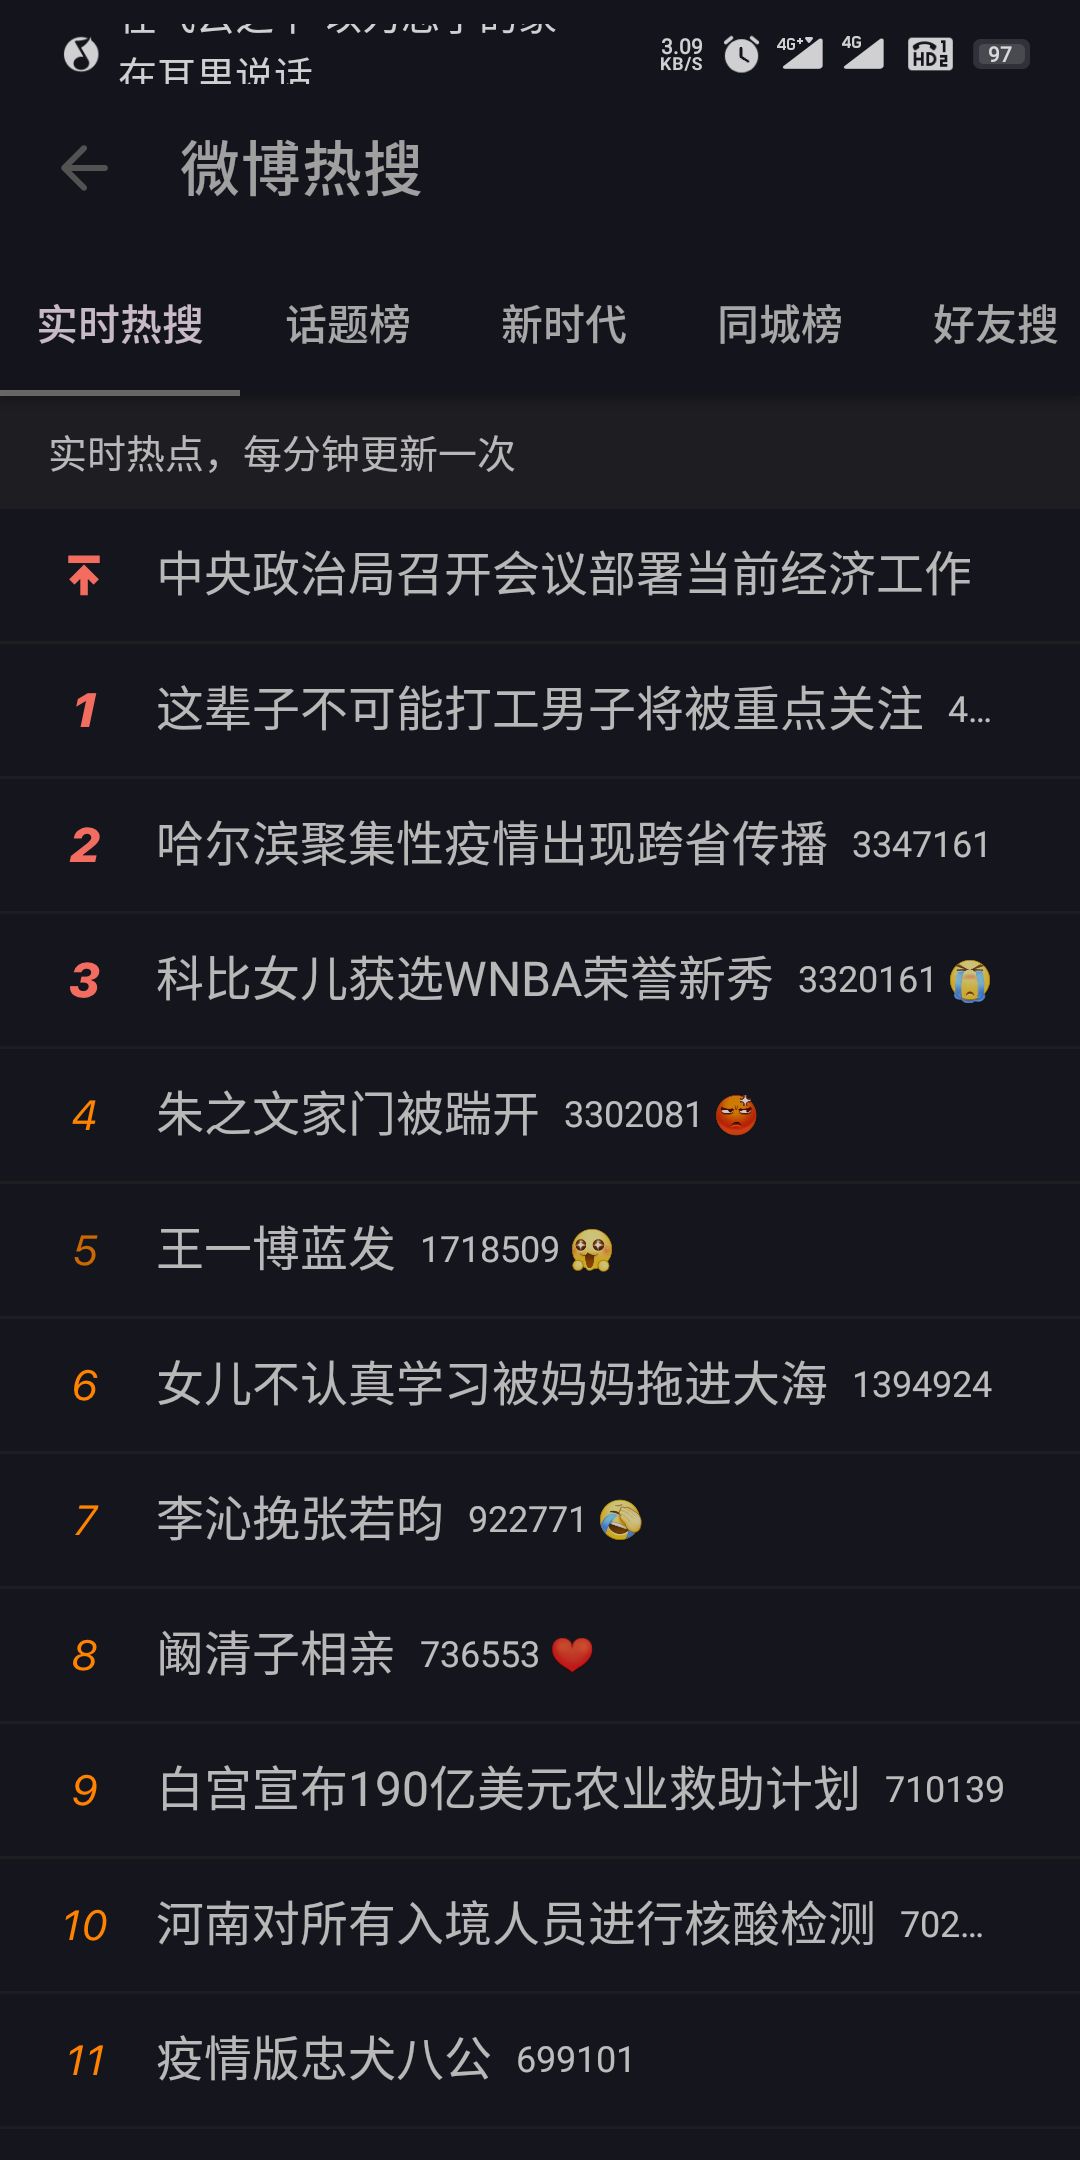 在耳里说话
3.09 KB/S 4G+ 4G HD 1 2 97
微博热搜
实时热搜 话题榜 新时代 同城榜 好友搜
实时热点，每分钟更新一次
中央政治局召开会议部署当前经济工作
1 这辈子不可能打工男子将被重点关注 4...
2 哈尔滨聚集性疫情出现跨省传播 3347161
3 科比女儿获选WNBA荣誉新秀 3320161
4 朱之文家门被踹开 3302081
5 王一博蓝发 1718509
6 女儿不认真学习被妈妈拖进大海 1394924
7 李沁挽张若昀 922771
8 阚清子相亲 736553
9 白宫宣布190亿美元农业救助计划 710139
10 河南对所有入境人员进行核酸检测 702...
11 疫情版忠犬八公 699101